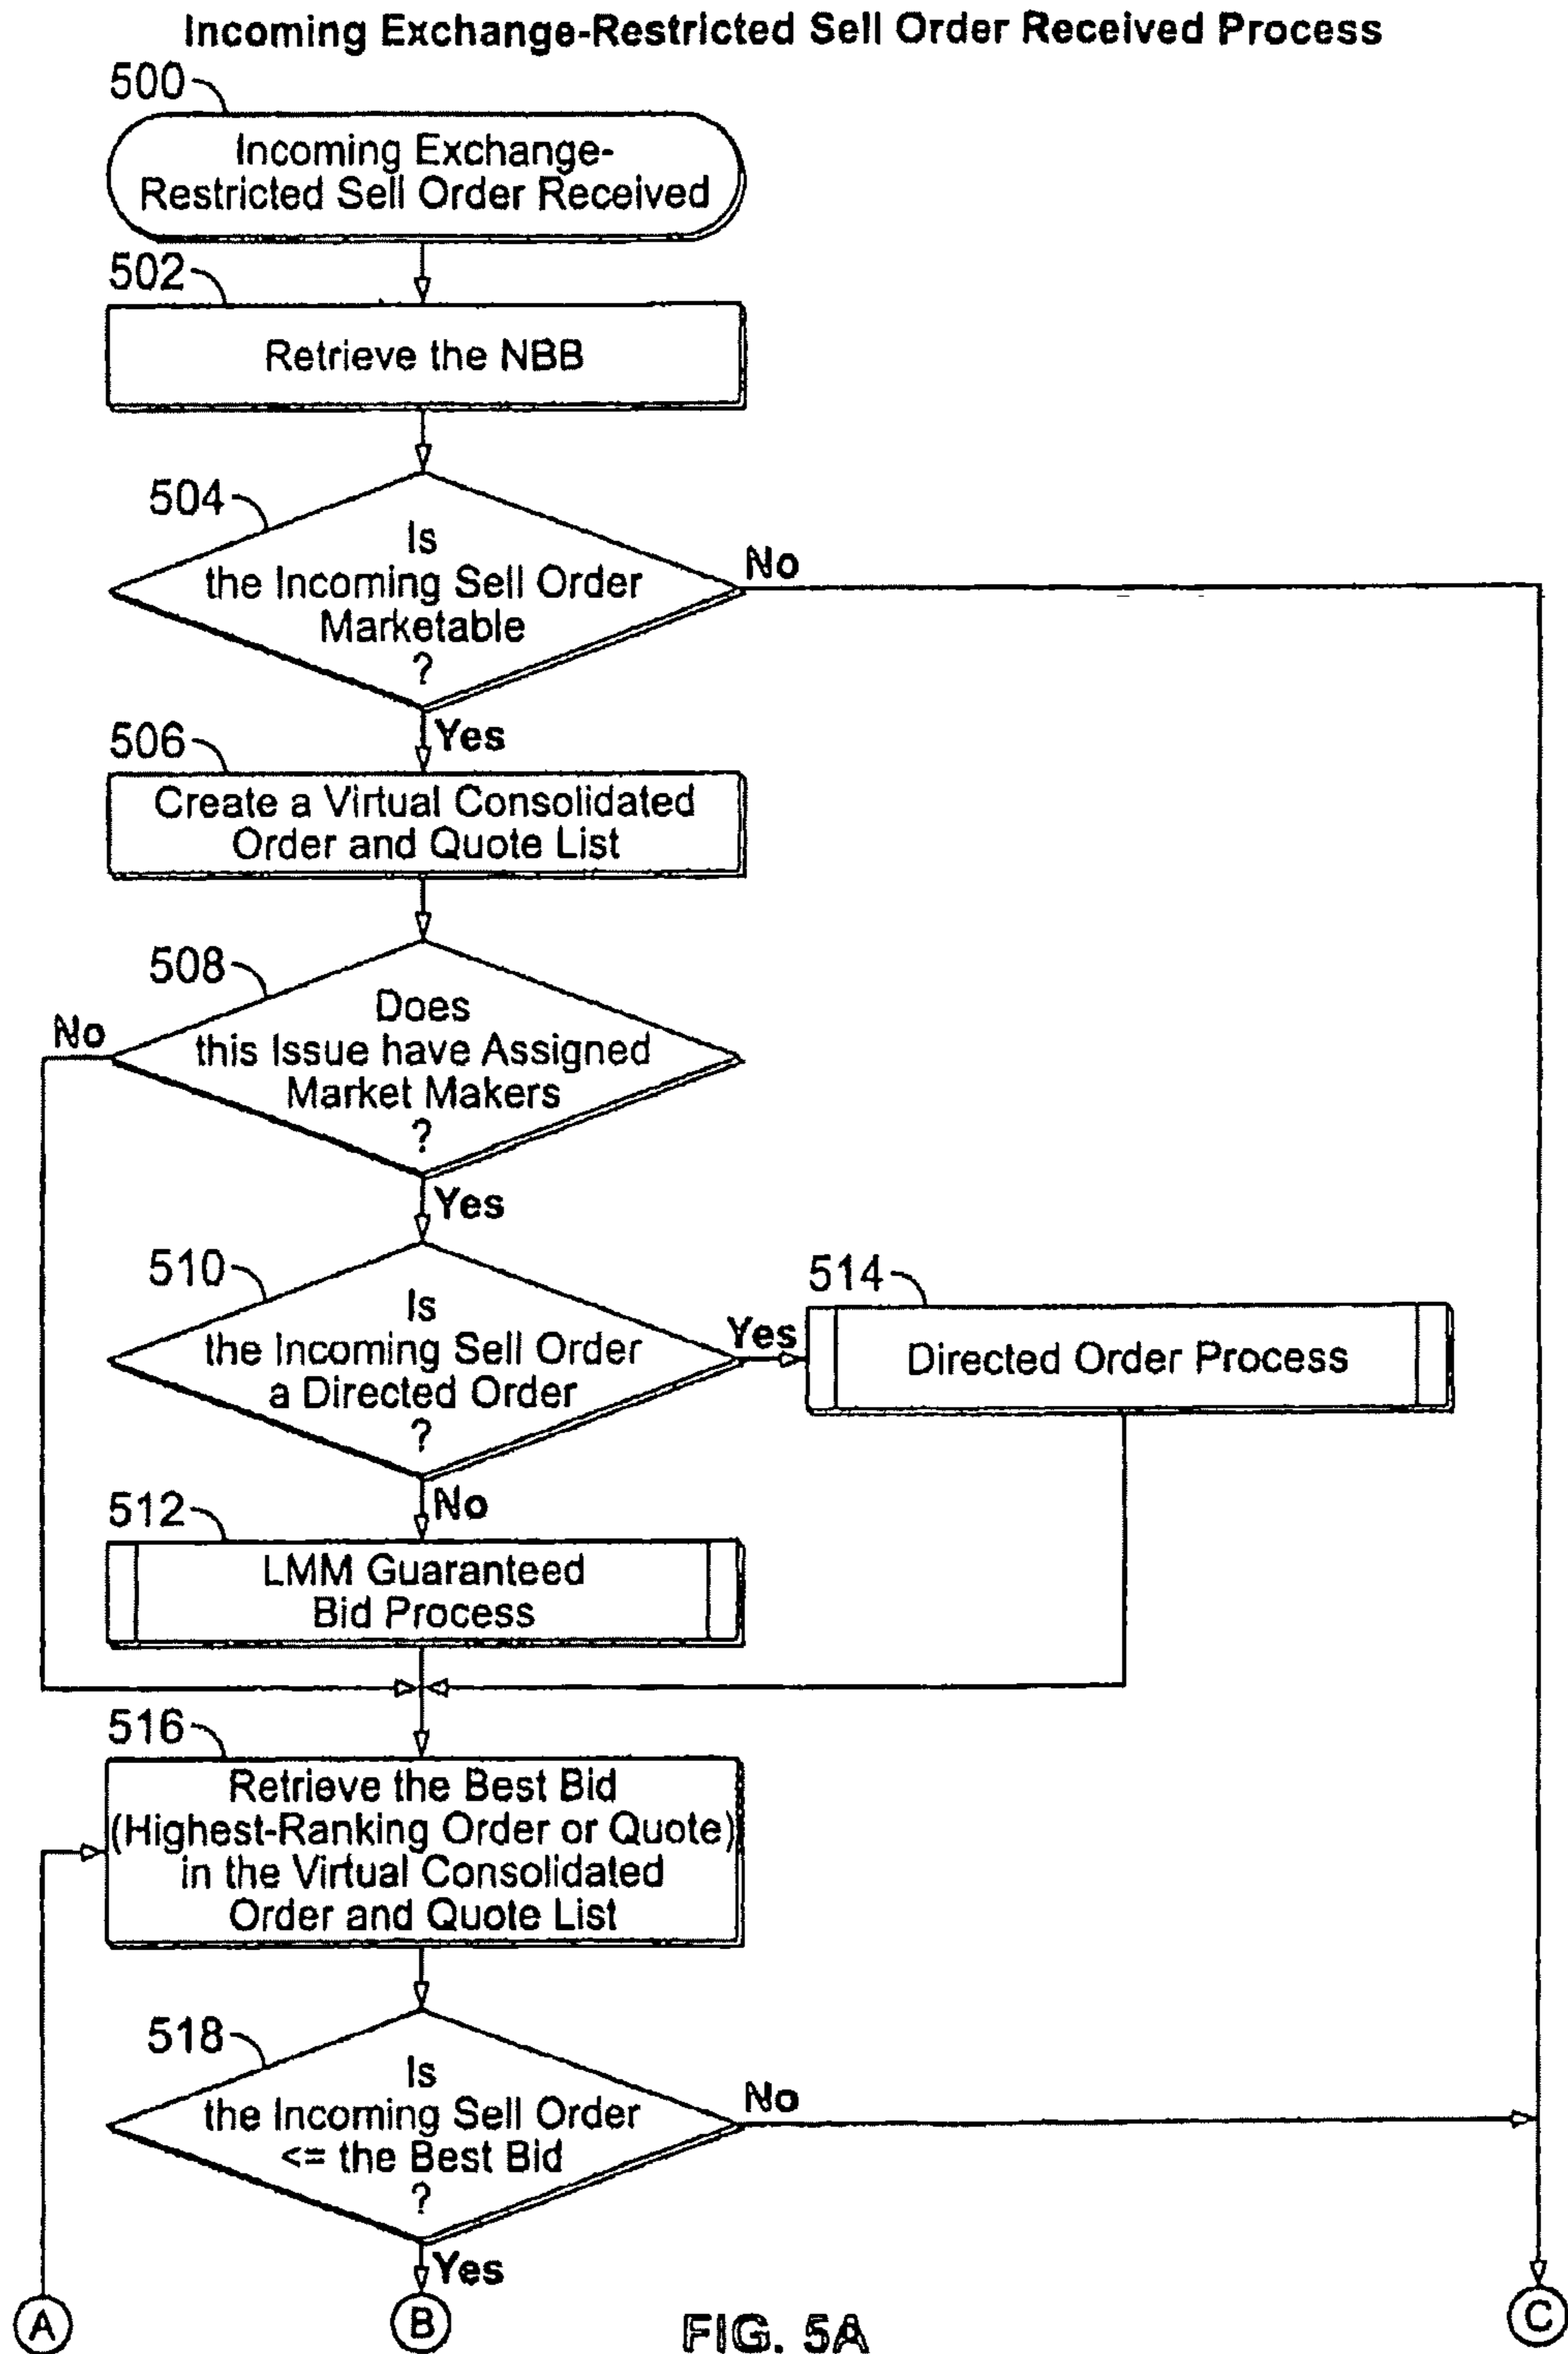 Incoming Exchange-Restricted Sell Order Received Process
500
Incoming Exchange-
Restricted Sell Order Received
502
Retrieve the NBB
504
Is
the Incoming Sell Order
Marketable
?
No
Yes
506
Create a Virtual Consolidated
Order and Quote List
508
Does
this Issue have Assigned
Market Makers
?
No
Yes
510
Is
the Incoming Sell Order
a Directed Order
?
Yes
514
Directed Order Process
No
512
LMM Guaranteed
Bid Process
516
Retrieve the Best Bid
(Highest-Ranking Order or Quote)
in the Virtual Consolidated
Order and Quote List
518
Is
the Incoming Sell Order
<= the Best Bid
?
No
Yes
A
B
C
FIG. 5A